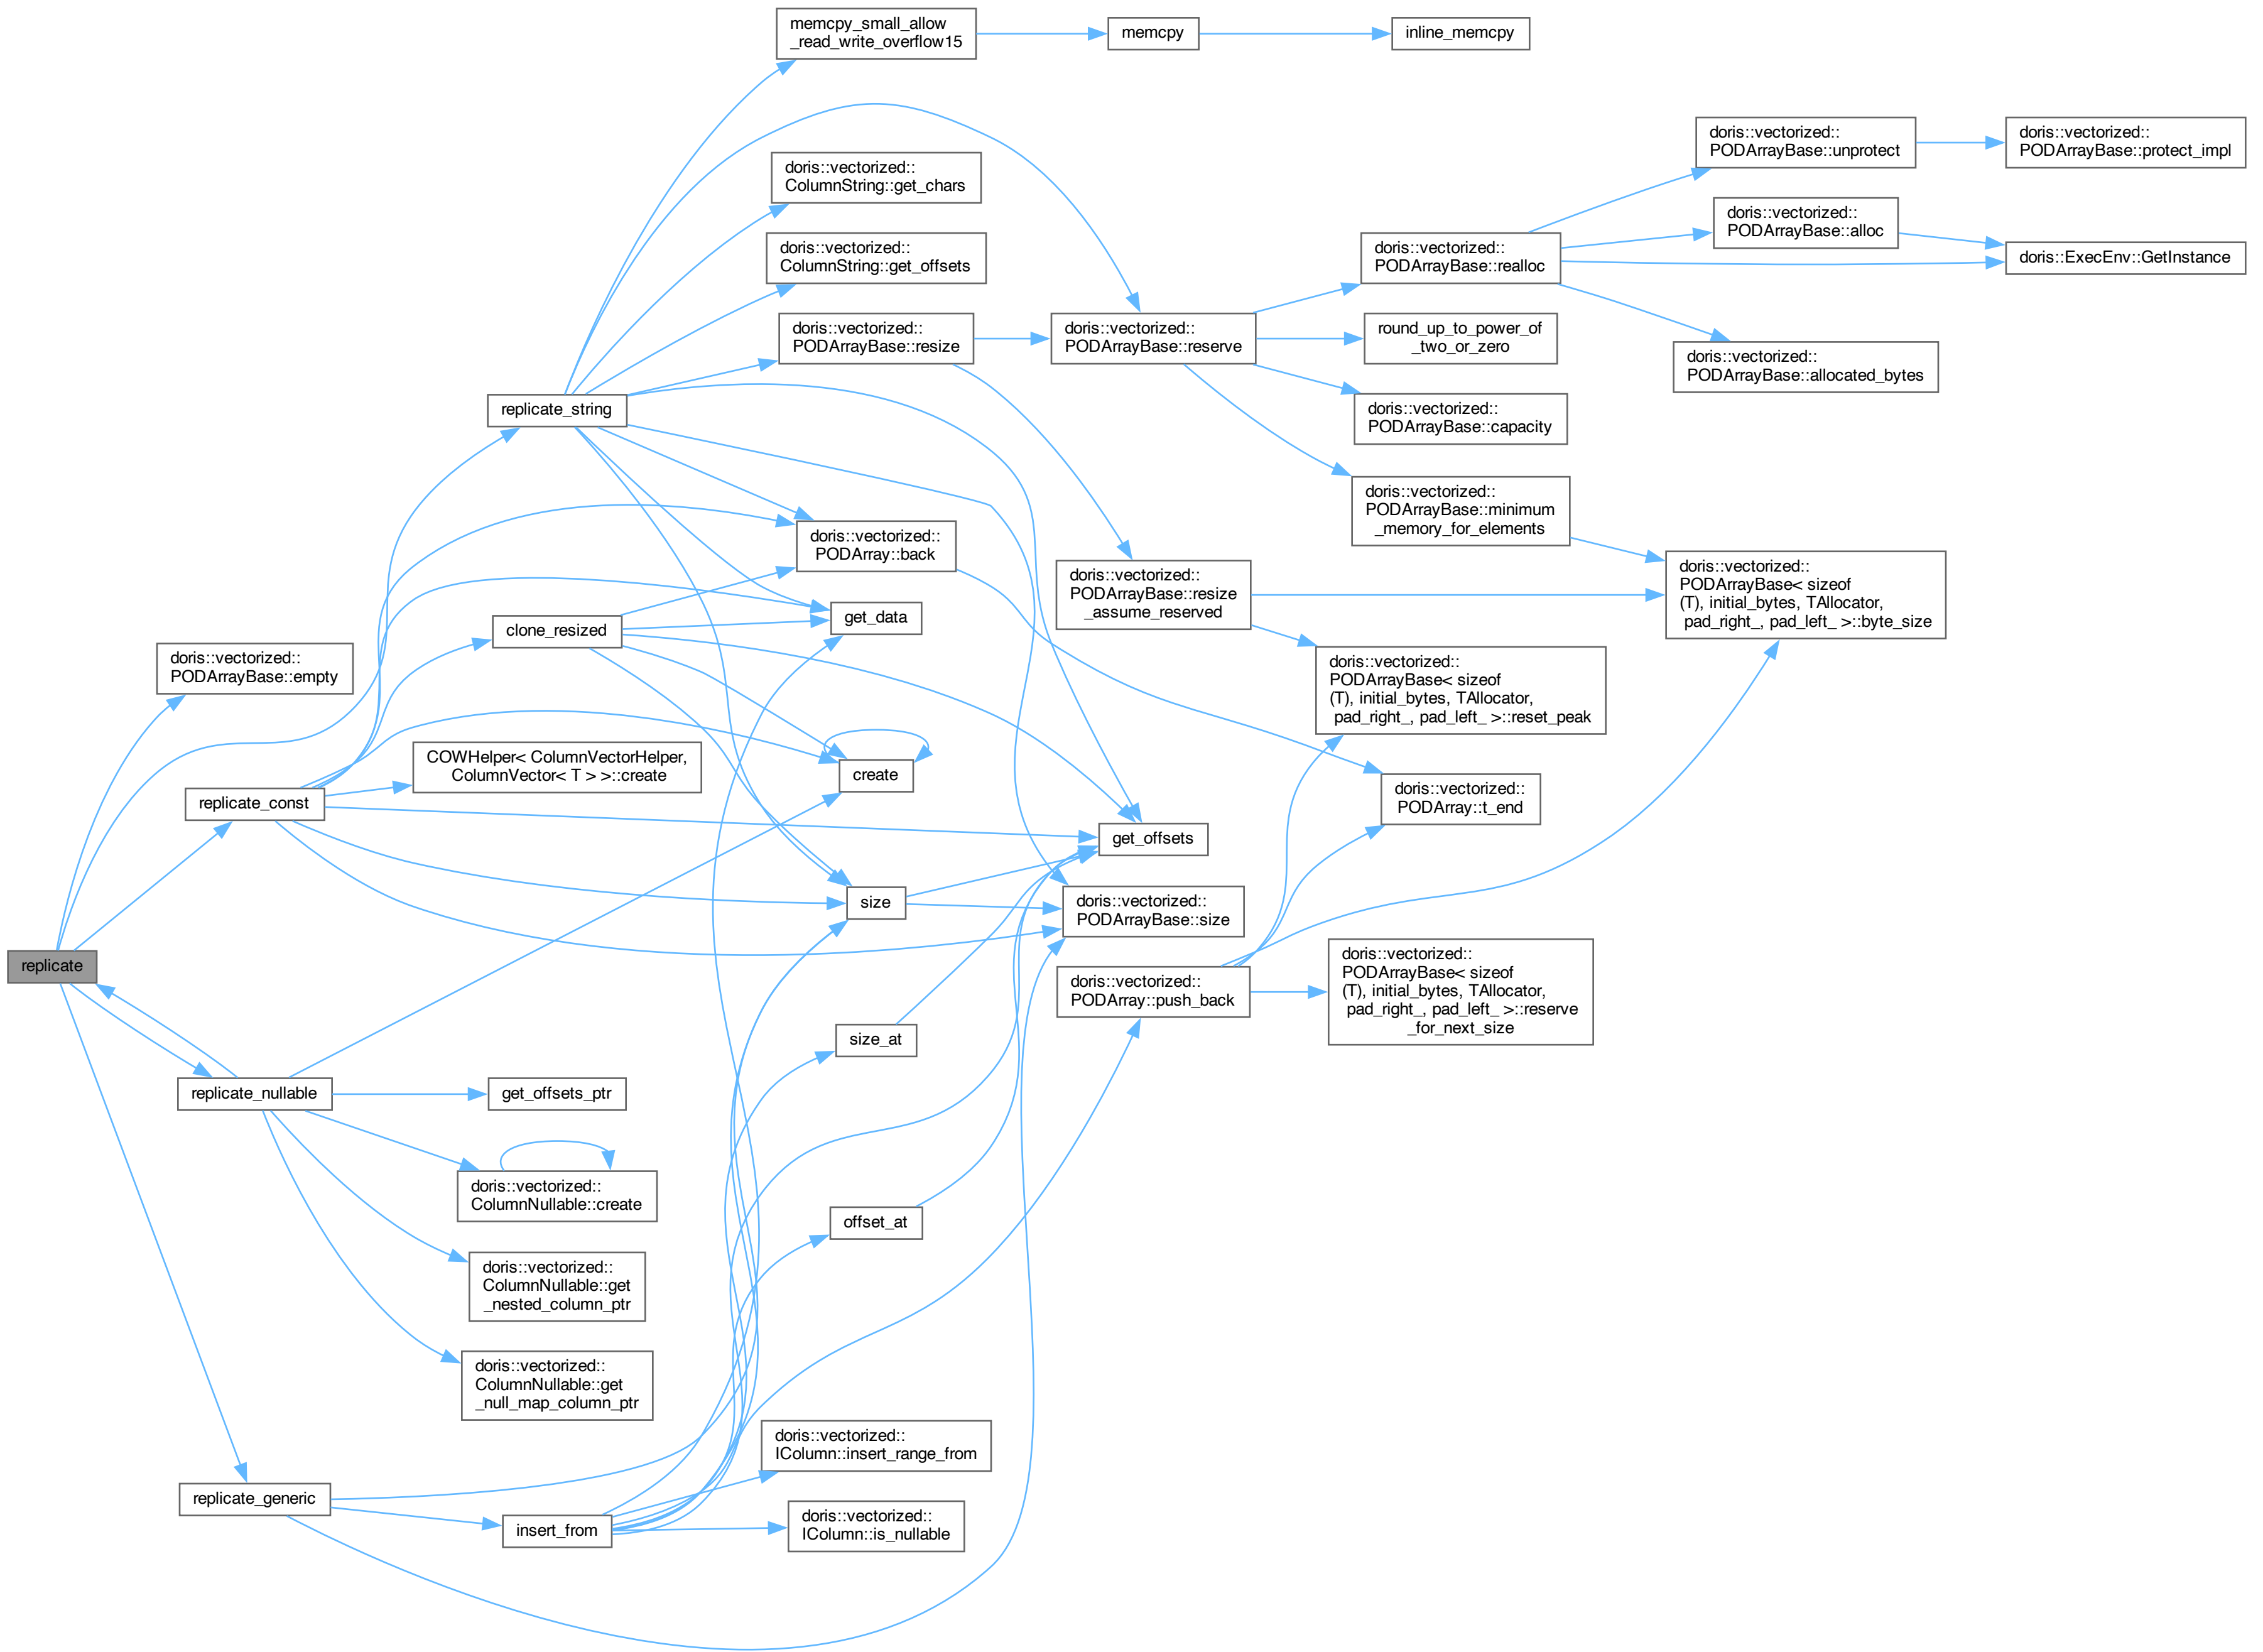 memcpy_small_allow
_read_write_overflow15
memcpy
inline_memcpy
doris::vectorized::
PODArrayBase::unprotect
doris::vectorized::
PODArrayBase::protect_impl
doris::vectorized::
ColumnString::get_chars
doris::vectorized::
PODArrayBase::alloc
doris::vectorized::
ColumnString::get_offsets
doris::vectorized::
PODArrayBase::realloc
doris::ExecEnv::GetInstance
doris::vectorized::
PODArrayBase::resize
doris::vectorized::
PODArrayBase::reserve
round_up_to_power_of
_two_or_zero
doris::vectorized::
PODArrayBase::allocated_bytes
replicate_string
doris::vectorized::
PODArrayBase::capacity
doris::vectorized::
PODArrayBase::minimum
_memory_for_elements
doris::vectorized::
PODArray::back
doris::vectorized::
PODArrayBase::resize
_assume_reserved
doris::vectorized::
PODArrayBase< sizeof
(T), initial_bytes, TAllocator,
pad_right_, pad_left_ >::byte_size
get_data
clone_resized
doris::vectorized::
PODArrayBase::empty
doris::vectorized::
PODArrayBase< sizeof
(T), initial_bytes, TAllocator,
pad_right_, pad_left_ >::reset_peak
COWHelper< ColumnVectorHelper,
ColumnVector< T > >::create
create
doris::vectorized::
PODArray::t_end
replicate_const
get_offsets
size
doris::vectorized::
PODArrayBase::size
replicate
doris::vectorized::
PODArray::push_back
doris::vectorized::
PODArrayBase< sizeof
(T), initial_bytes, TAllocator,
pad_right_, pad_left_ >::reserve
_for_next_size
size_at
replicate_nullable
get_offsets_ptr
doris::vectorized::
ColumnNullable::create
offset_at
doris::vectorized::
ColumnNullable::get
_nested_column_ptr
doris::vectorized::
ColumnNullable::get
_null_map_column_ptr
doris::vectorized::
IColumn::insert_range_from
replicate_generic
insert_from
doris::vectorized::
IColumn::is_nullable